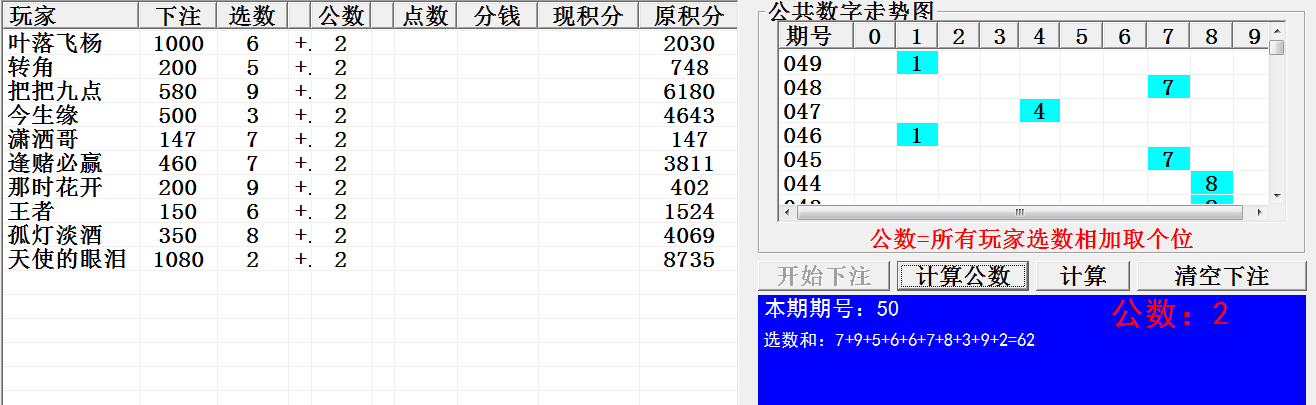 玩家 下注 选数 公数 点数 分钱 现积分 原积分
叶落飞杨 1000 6 +. 2 2030
转角 200 5 +. 2 748
把把九点 580 9 +. 2 6180
今生缘 500 3 +. 2 4643
潇洒哥 147 7 +. 2 147
逢赌必赢 460 7 +. 2 3811
那时花开 200 9 +. 2 402
王者 150 6 +. 2 1524
孤灯淡酒 350 8 +. 2 4069
天使的眼泪 1080 2 +. 2 8735
公共数字走势图
期号 0 1 2 3 4 5 6 7 8 9
049 1
048 7
047 4
046 1
045 7
044 8
公数=所有玩家选数相加取个位
开始下注 计算公数 计算 清空下注
本期期号：50 公数：2
选数和：7+9+5+6+6+7+8+3+9+2=62